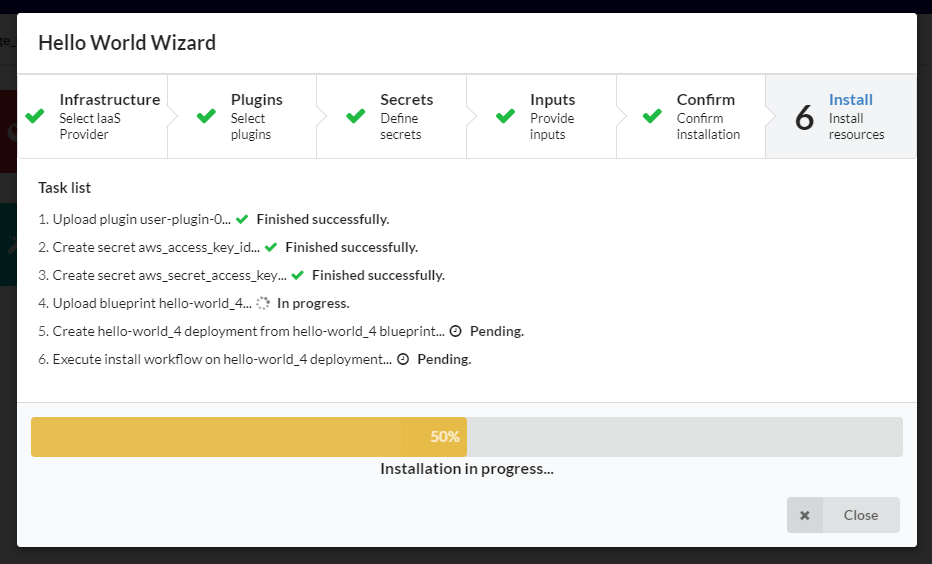 Hello World Wizard
Infrastructure
Select IaaS
Provider
Plugins
Select
plugins
Secrets
Define
secrets
Inputs
Provide
inputs
Confirm
Confirm
installation
6
Install
Install
resources
Task list
1. Upload plugin user-plugin-0... Finished successfully.
2. Create secret aws_access_key_id... Finished successfully.
3. Create secret aws_secret_access_key... Finished successfully.
4. Upload blueprint hello-world_4... In progress.
5. Create hello-world_4 deployment from hello-world_4 blueprint... Pending.
6. Execute install workflow on hello-world_4 deployment... Pending.
50%
Installation in progress...
Close